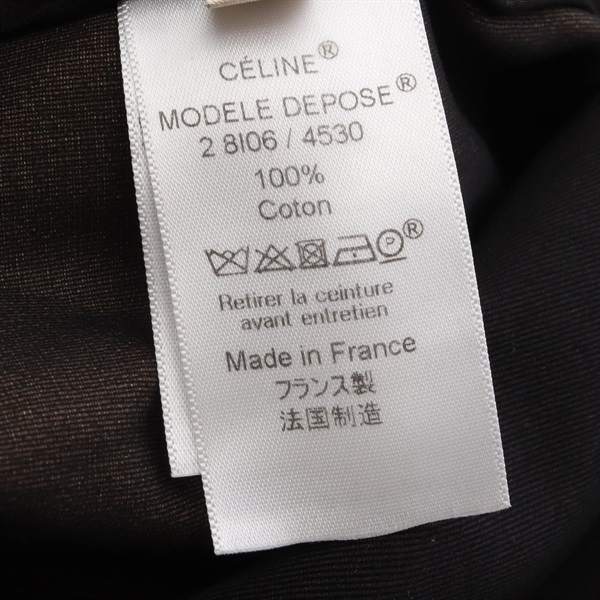 CÉLINE®
MODELE DEPOSE®
2 8I06 / 4530
100%
Coton
P®
Retirer la ceinture
avant entretien
Made in France
フランス製
法国制造